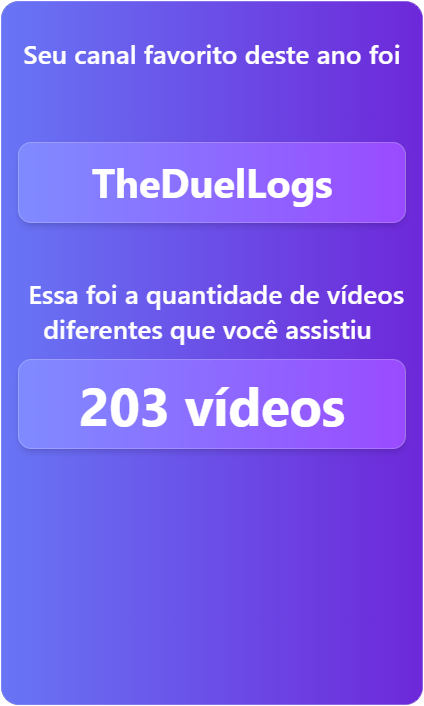 Seu canal favorito deste ano foi
TheDuelLogs
Essa foi a quantidade de vídeos
diferentes que você assistiu
203 vídeos